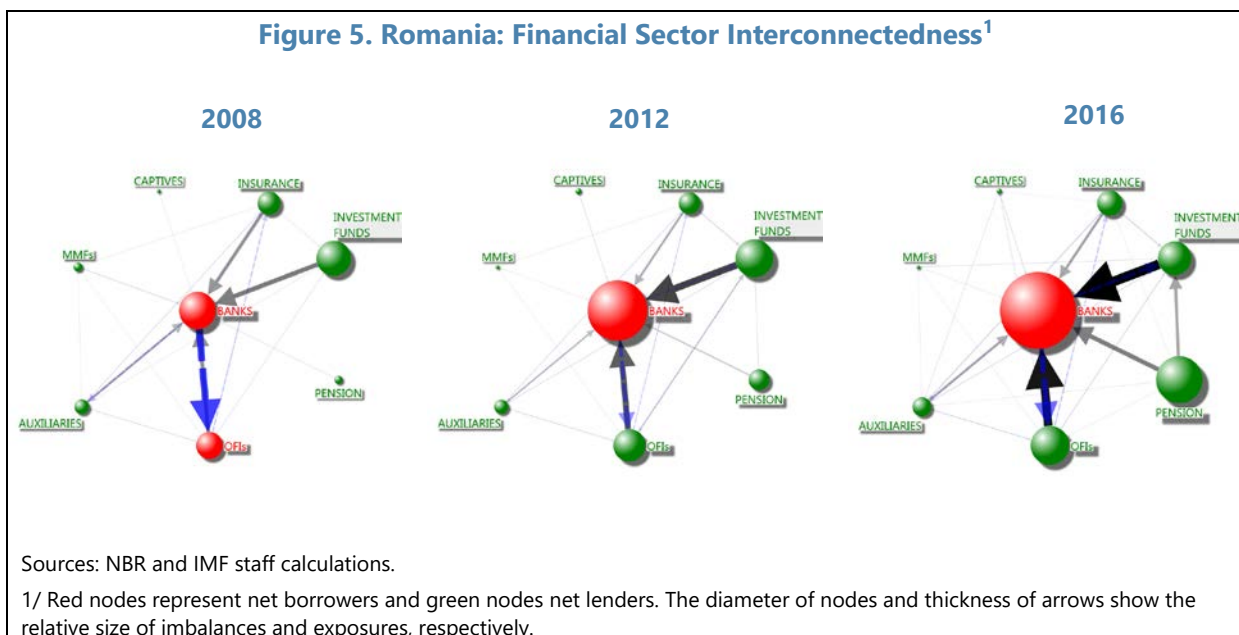 Figure 5. Romania: Financial Sector Interconnectedness1
2008
CAPTIVES
INSURANCE
INVESTMENT
FUNDS
MMFs
BANKS
PENSION
AUXILIARIES
OFIs
2012
CAPTIVES
INSURANCE
INVESTMENT
FUNDS
MMFs
BANKS
PENSION
AUXILIARIES
OFIs
2016
CAPTIVES
INSURANCE
INVESTMENT
FUNDS
MMFs
BANKS
PENSION
AUXILIARIES
OFIs
Sources: NBR and IMF staff calculations.
1/ Red nodes represent net borrowers and green nodes net lenders. The diameter of nodes and thickness of arrows show the
relative size of imbalances and exposures, respectively.